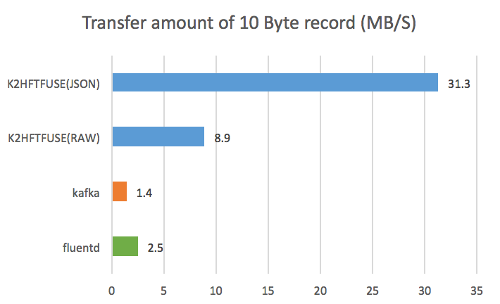 Transfer amount of 10 Byte record (MB/S)
K2HFTFUSE(JSON) 31.3
K2HFTFUSE(RAW) 8.9
kafka 1.4
fluentd 2.5
0 5 10 15 20 25 30 35